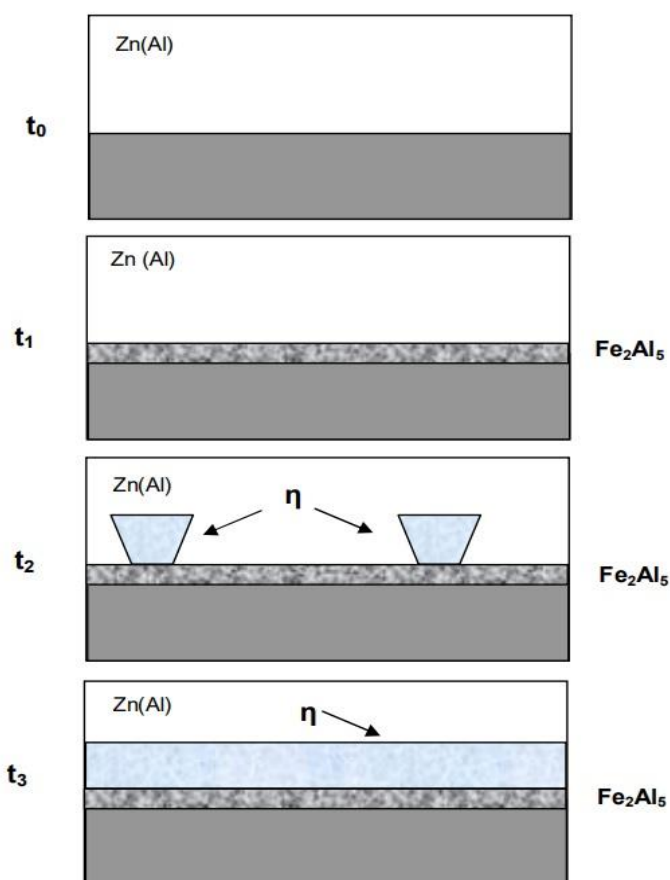 Zn(Al)
t₀
Zn (Al)
t₁
Fe₂Al₅
Zn(Al)
η
t₂
Fe₂Al₅
Zn(Al)
η
t₃
Fe₂Al₅